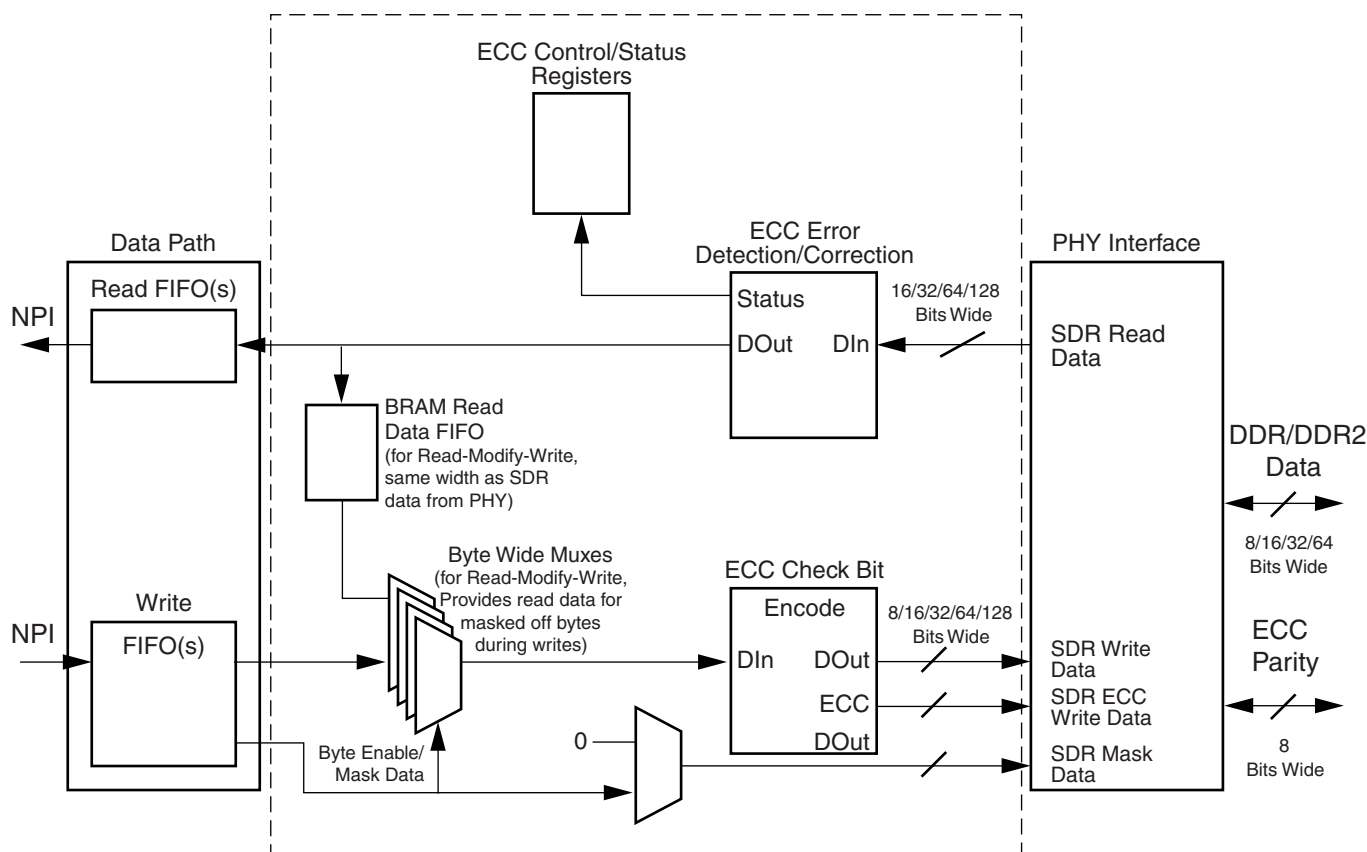 ECC Control/Status
Registers
Data Path
Read FIFO(s)
NPI
ECC Error
Detection/Correction
Status
DOut
DIn
16/32/64/128
Bits Wide
PHY Interface
SDR Read
Data
BRAM Read
Data FIFO
(for Read-Modify-Write,
same width as SDR
data from PHY)
DDR/DDR2
Data
8/16/32/64
Bits Wide
Write
FIFO(s)
NPI
Byte Wide Muxes
(for Read-Modify-Write,
Provides read data for
masked off bytes
during writes)
ECC Check Bit
Encode
DIn
DOut
ECC
DOut
8/16/32/64/128
Bits Wide
SDR Write
Data
SDR ECC
Write Data
SDR Mask
Data
ECC
Parity
8
Bits Wide
Byte Enable/
Mask Data
0